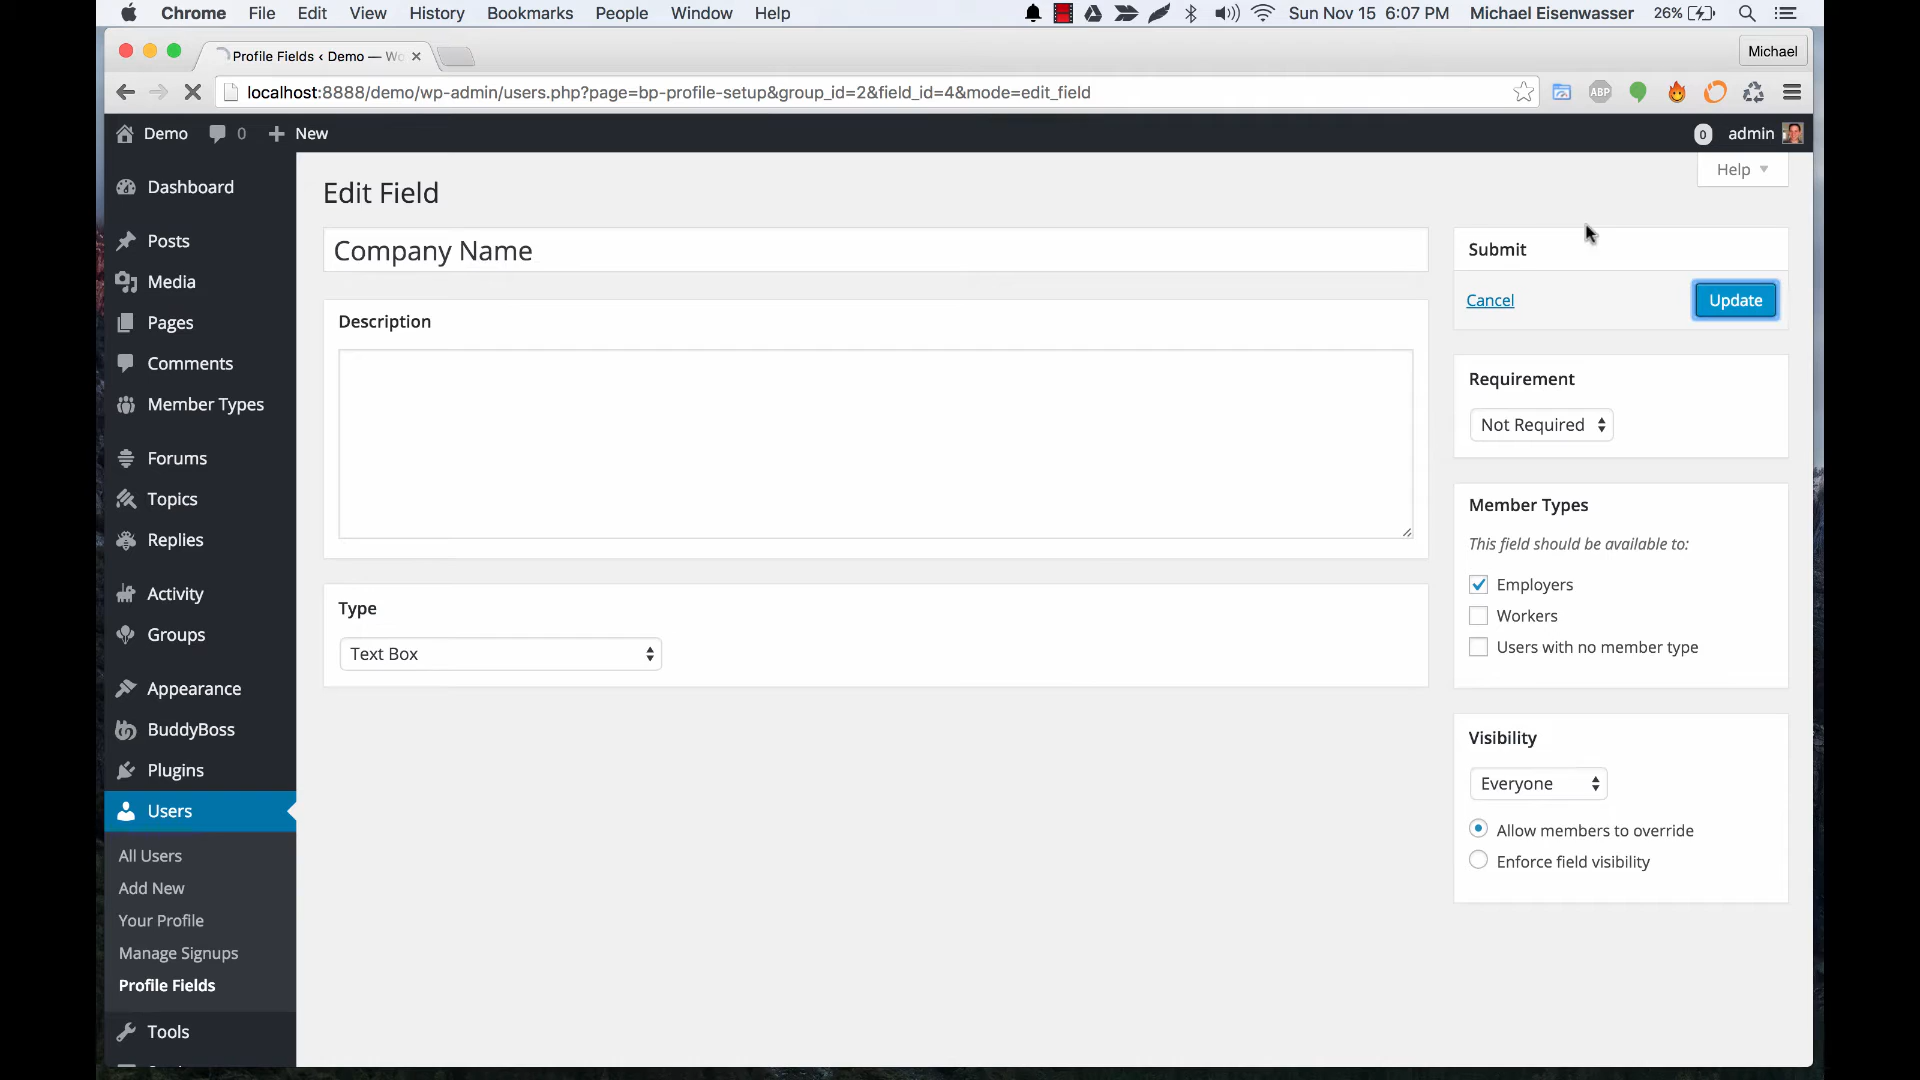 Chrome File Edit View History Bookmarks People Window Help Sun Nov 15 6:07 PM Michael Eisenwasser 26%
Profile Fields ‹ Demo — Wo
Michael
localhost:8888/demo/wp-admin/users.php?page=bp-profile-setup&group_id=2&field_id=4&mode=edit_field
ABP
Demo 0 New 0 admin
Help
Dashboard
Posts
Media
Pages
Comments
Member Types
Forums
Topics
Replies
Activity
Groups
Appearance
BuddyBoss
Plugins
Users
All Users
Add New
Your Profile
Manage Signups
Profile Fields
Tools
Edit Field
Company Name
Description
Type
Text Box
Submit
Cancel Update
Requirement
Not Required
Member Types
This field should be available to:
Employers
Workers
Users with no member type
Visibility
Everyone
Allow members to override
Enforce field visibility